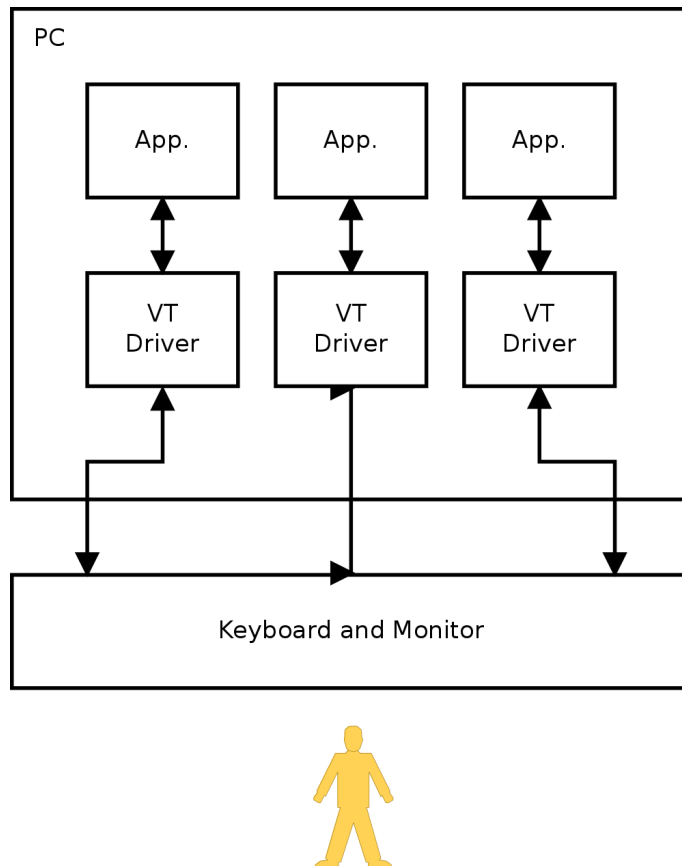 PC
App.
App.
App.
VT
Driver
VT
Driver
VT
Driver
Keyboard and Monitor